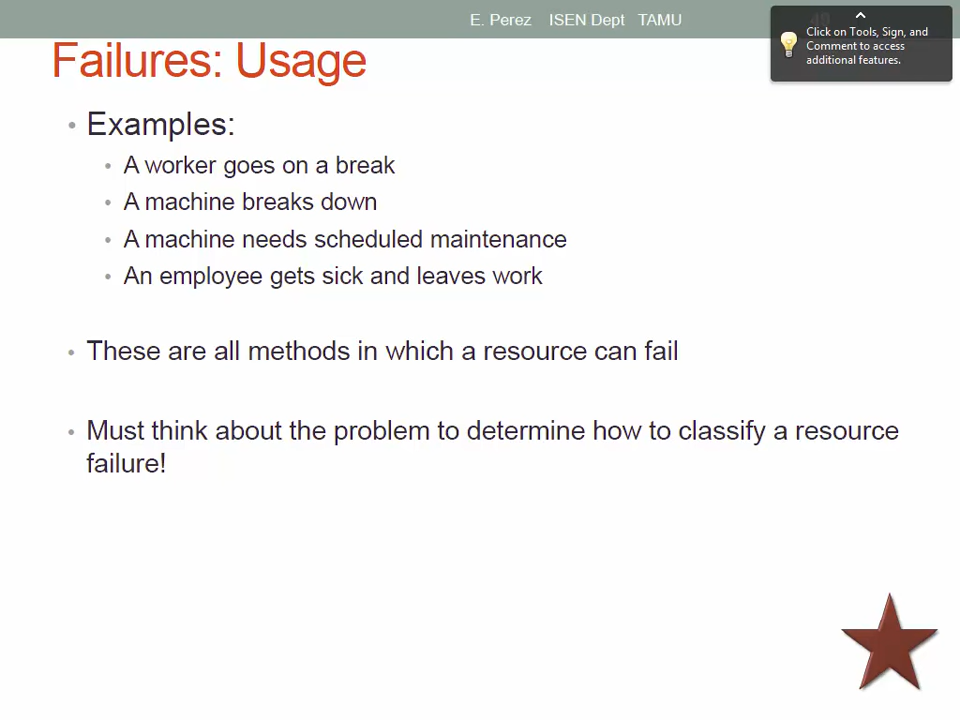 E. Perez ISEN Dept TAMU
Click on Tools, Sign, and
Comment to access
additional features.
Failures: Usage
• Examples:
• A worker goes on a break
• A machine breaks down
• A machine needs scheduled maintenance
• An employee gets sick and leaves work
• These are all methods in which a resource can fail
• Must think about the problem to determine how to classify a resource
failure!